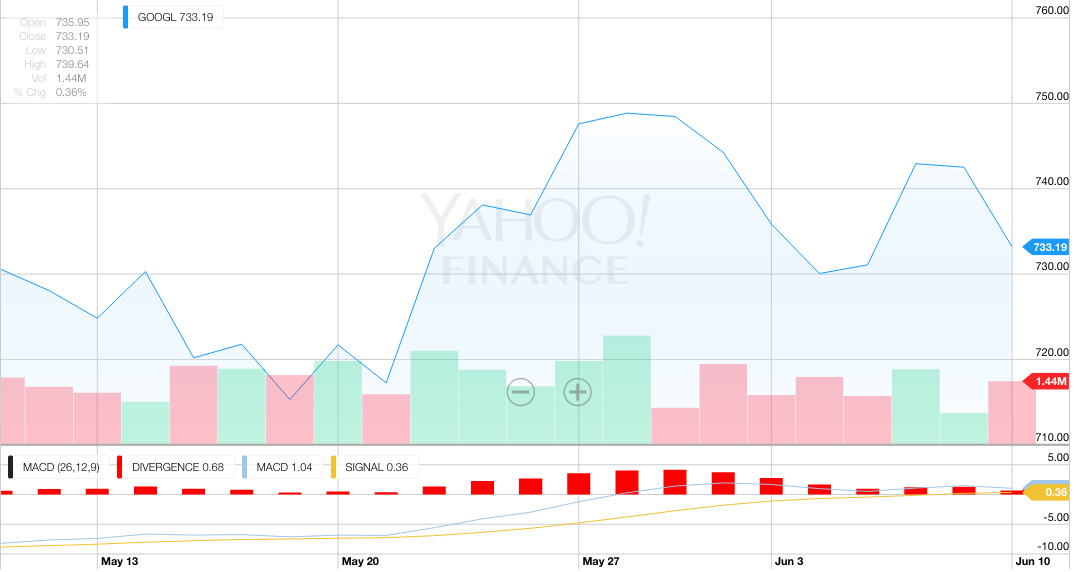 Open 735.95
Close 733.19
Low 730.51
High 739.64
Vol 1.44M
% Chg 0.36%
GOOGL 733.19
760.00
750.00
740.00
733.19
730.00
720.00
1.44M
710.00
YAHOO!
FINANCE
MACD (26,12,9)
DIVERGENCE 0.68
MACD 1.04
SIGNAL 0.36
5.00
0.36
-5.00
-10.00
May 13
May 20
May 27
Jun 3
Jun 10